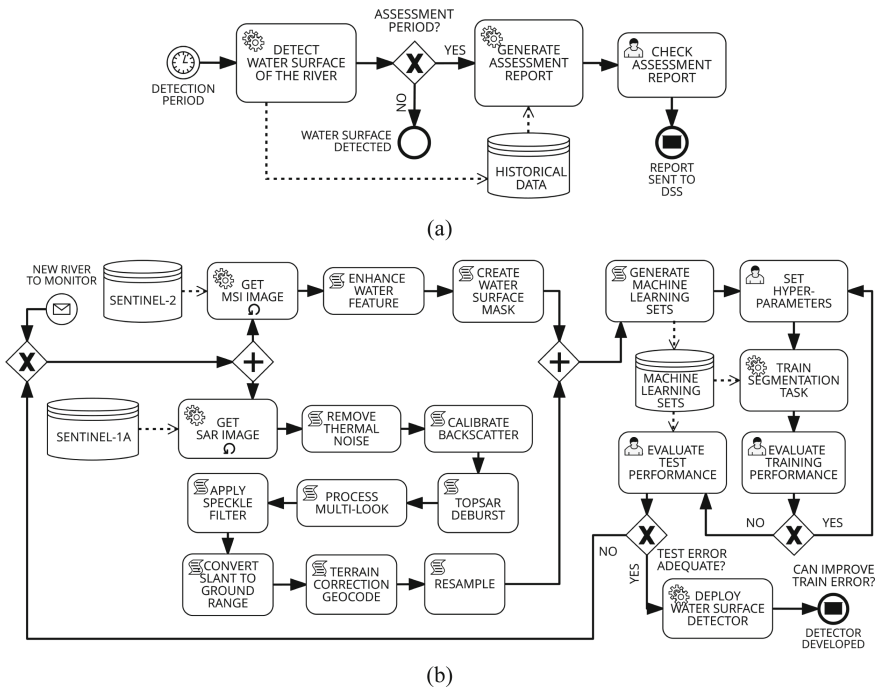 ASSESSMENT
PERIOD?
DETECTION
PERIOD
DETECT
WATER SURFACE
OF THE RIVER
YES
NO
WATER SURFACE
DETECTED
GENERATE
ASSESSMENT
REPORT
HISTORICAL
DATA
CHECK
ASSESSMENT
REPORT
REPORT
SENT TO
DSS
(a)
NEW RIVER
TO MONITOR
SENTINEL-2
GET
MSI IMAGE
ENHANCE
WATER
FEATURE
CREATE
WATER
SURFACE
MASK
SENTINEL-1A
GET
SAR IMAGE
REMOVE
THERMAL
NOISE
CALIBRATE
BACKSCATTER
TOPSAR
DEBURST
PROCESS
MULTI-LOOK
APPLY
SPECKLE
FILTER
CONVERT
SLANT TO
GROUND
RANGE
TERRAIN
CORRECTION
GEOCODE
RESAMPLE
GENERATE
MACHINE
LEARNING
SETS
SET
HYPER-
PARAMETERS
MACHINE
LEARNING
SETS
TRAIN
SEGMENTATION
TASK
EVALUATE
TEST
PERFORMANCE
EVALUATE
TRAINING
PERFORMANCE
NO
YES
NO
YES
TEST ERROR
ADEQUATE?
CAN IMPROVE
TRAIN ERROR?
DEPLOY
WATER SURFACE
DETECTOR
DETECTOR
DEVELOPED
(b)